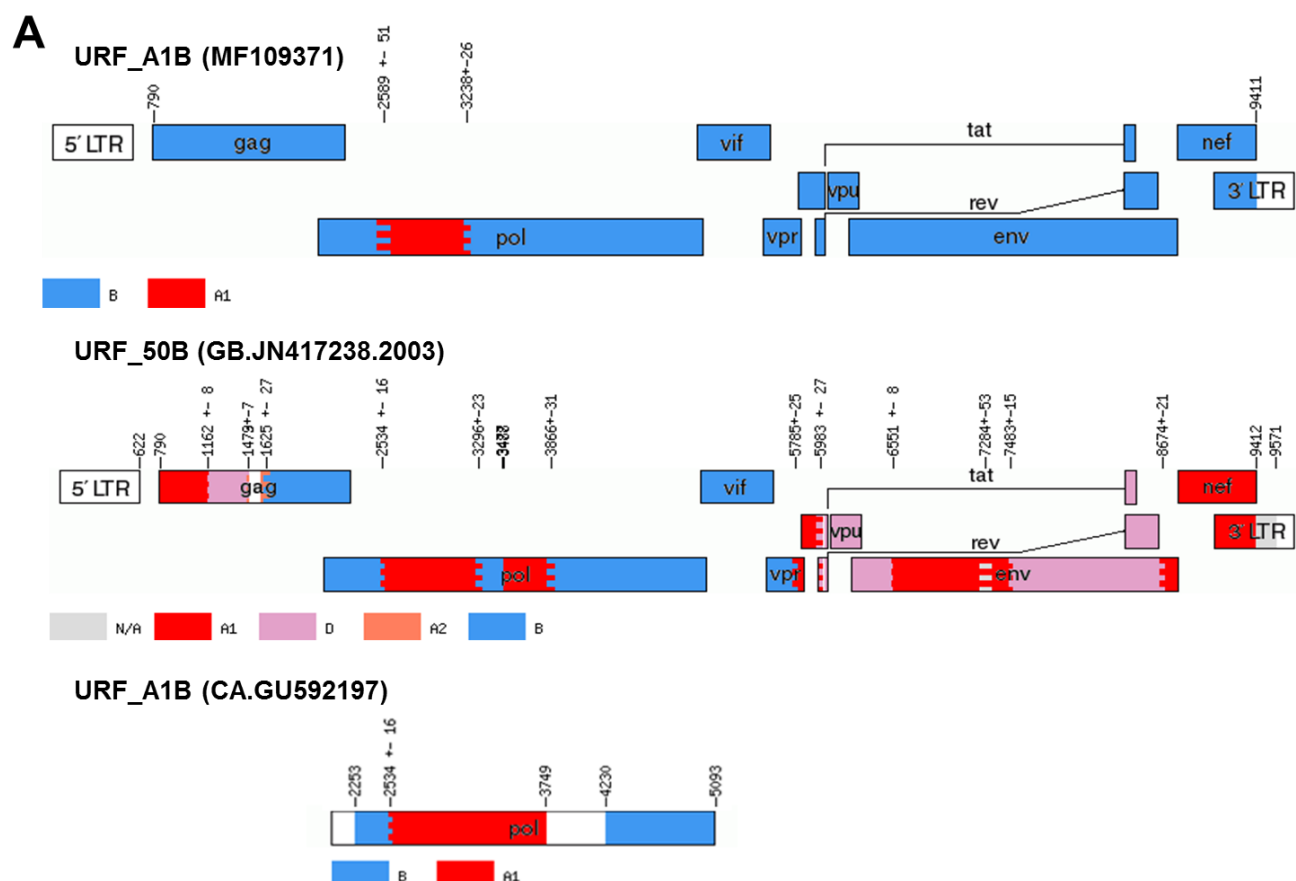 A
URF_A1B (MF109371)
790
2589 +- 51
3238+-26
9411
5´ LTR
gag
vif
tat
nef
vpu
3´ LTR
rev
pol
vpr
env
B
A1
URF_50B (GB.JN417238.2003)
622
790
1162 +- 8
1479+-7
1625 +- 27
2534 +- 16
3296+-23
3866+-31
5785+-25
5983 +- 27
6551 +- 8
7284+-53
7483+-15
8674+-21
9412
9571
5´ LTR
gag
vif
tat
nef
vpu
3´ LTR
rev
pol
vpr
env
N/A
A1
D
A2
B
URF_A1B (CA.GU592197)
2253
2534 +- 16
3749
4230
5093
pol
B
A1